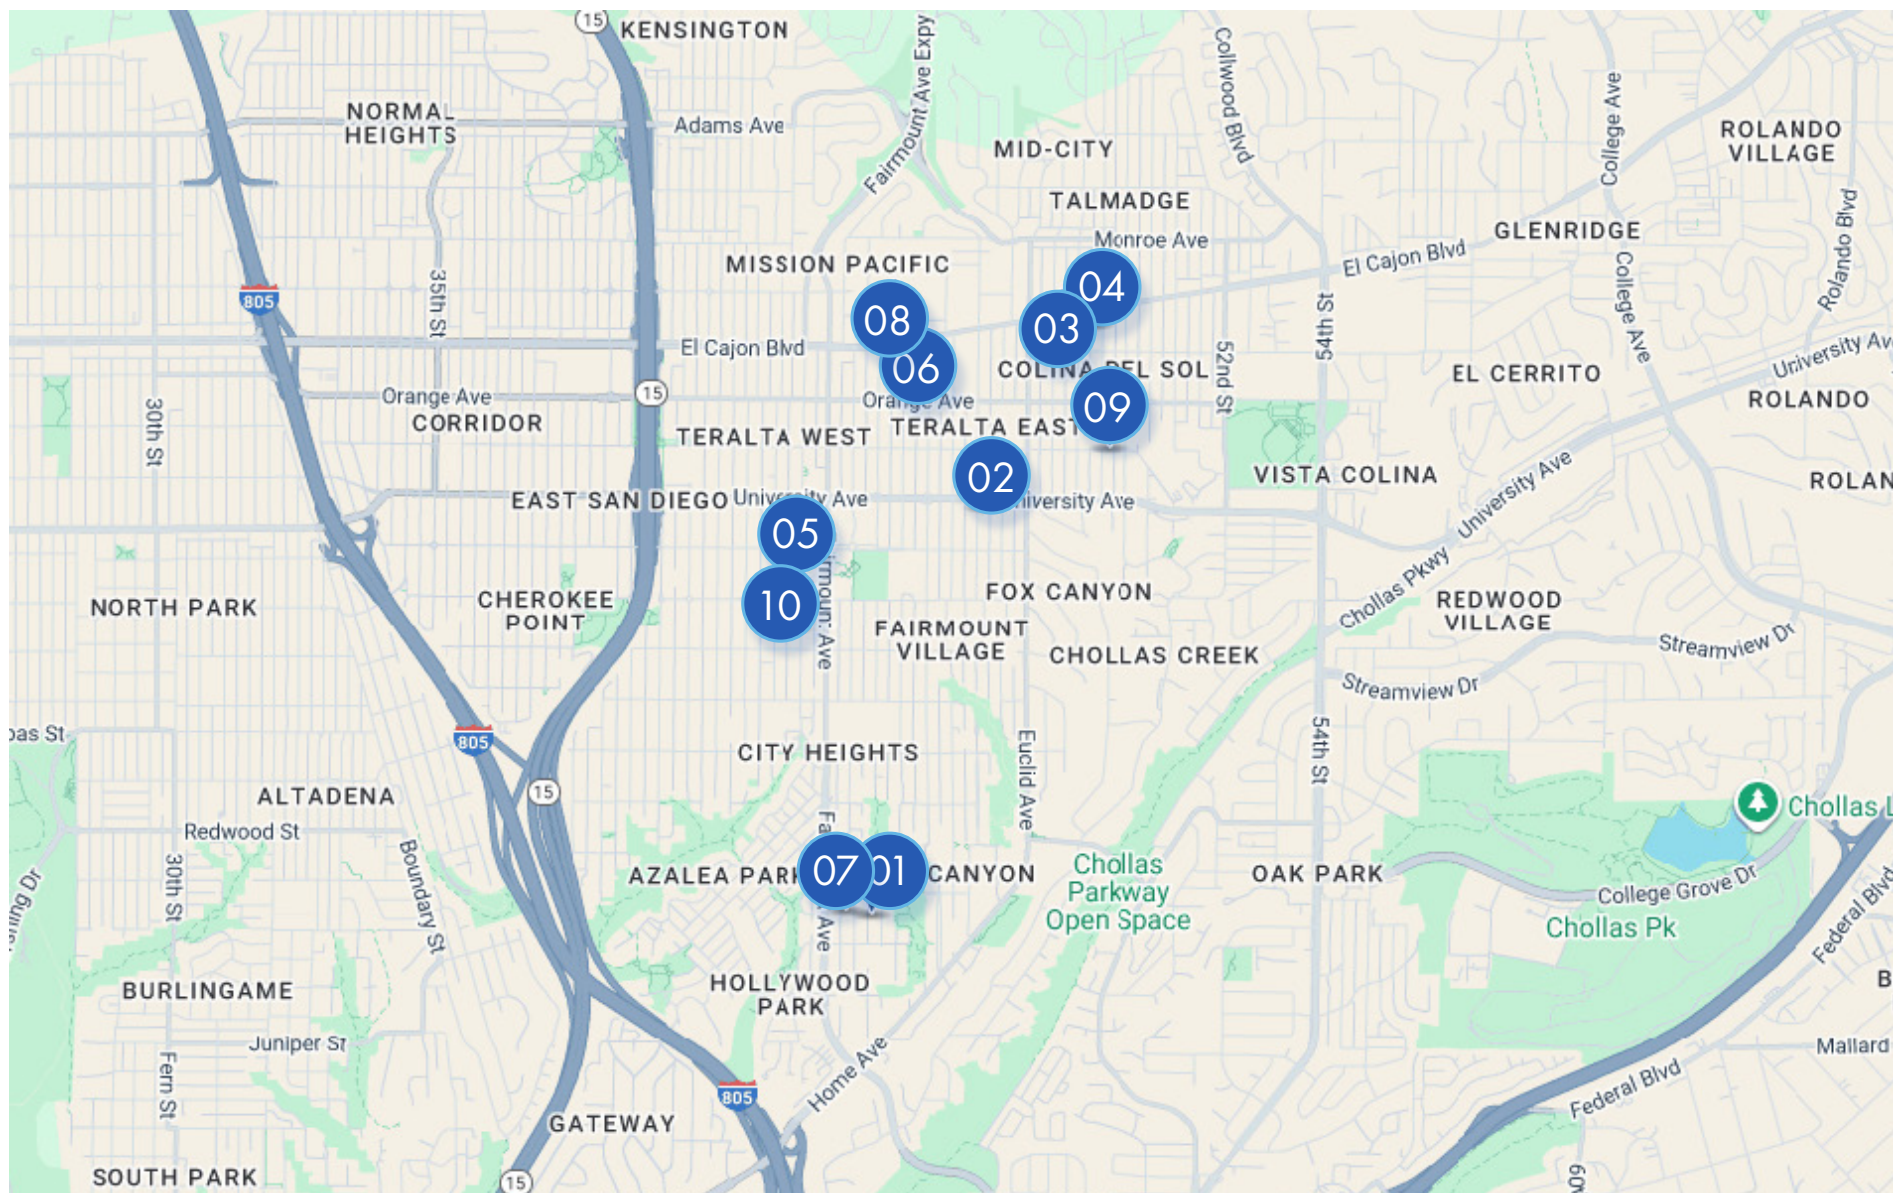 15
KENSINGTON
NORMAL
HEIGHTS
Adams Ave
Fairmount Ave Expy
Collwood Blvd
College Ave
ROLANDO
VILLAGE
MID-CITY
TALMADGE
Monroe Ave
GLENRIDGE
El Cajon Blvd
Rolando Blvd
MISSION PACIFIC
805
35th St
08
04
03
06
El Cajon Blvd
54th St
College Ave
University Av
COLINA DEL SOL
52nd St
EL CERRITO
ROLANDO
15
Orange Ave
CORRIDOR
Orange Ave
09
30th St
TERALTA WEST
TERALTA EAST
02
VISTA COLINA
ROLAN
EAST SAN DIEGO
University Ave
University Ave
University Ave
05
10
NORTH PARK
CHEROKEE
POINT
FOX CANYON
Chollas Pkwy
REDWOOD
VILLAGE
FAIRMOUNT
VILLAGE
CHOLLAS CREEK
Streamview Dr
Streamview Dr
805
CITY HEIGHTS
Euclid Ave
54th St
15
ALTADENA
Redwood St
Boundary St
30th St
Chollas L
AZALEA PARK
07
01
CANYON
Chollas
Parkway
Open Space
OAK PARK
College Grove Dr
Chollas Pk
Federal Blvd
Ave
BURLINGAME
HOLLYWOOD
PARK
B
Juniper St
Fern St
Home Ave
Mallard
805
Federal Blvd
GATEWAY
SOUTH PARK
15